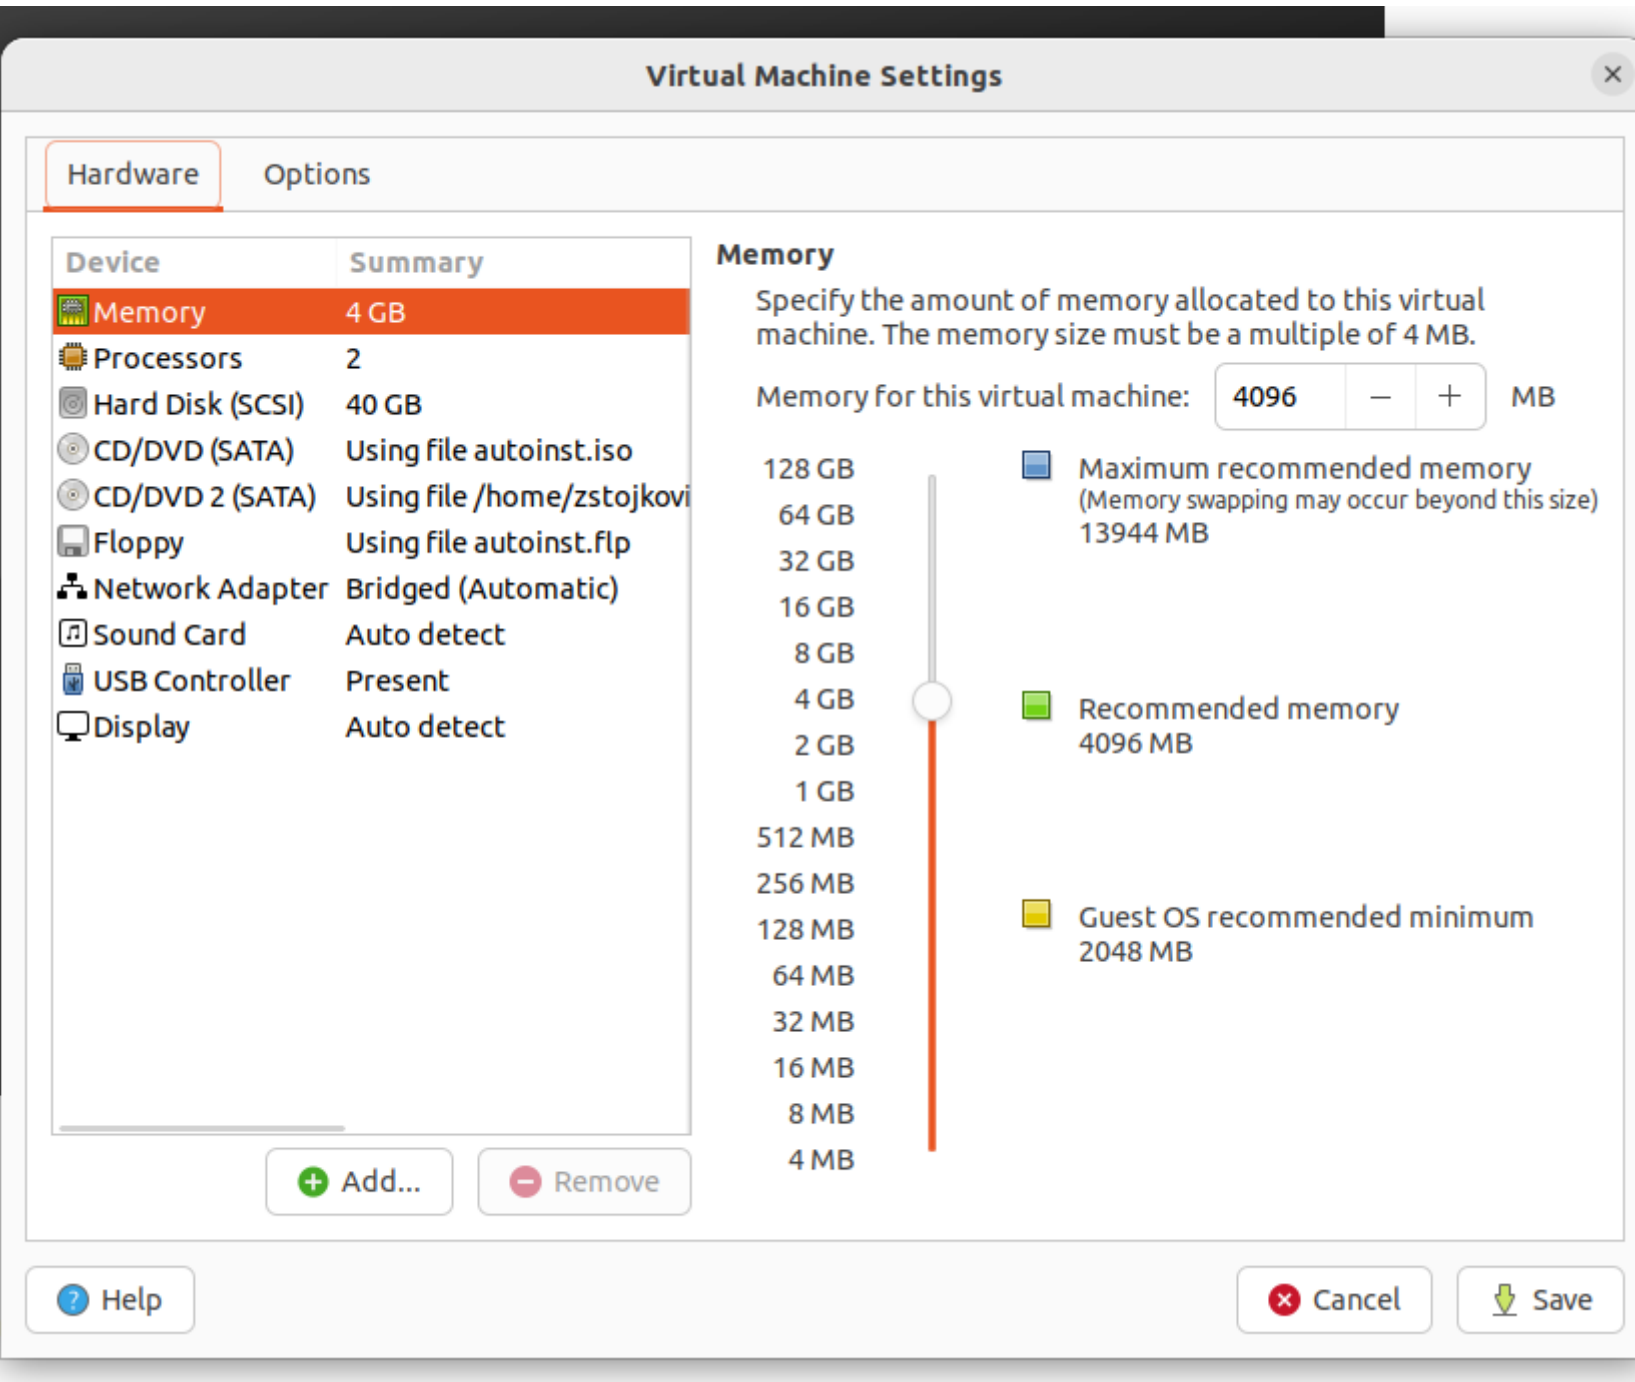 Virtual Machine Settings
Hardware
Options
Device Summary
Memory 4 GB
Processors 2
Hard Disk (SCSI) 40 GB
CD/DVD (SATA) Using file autoinst.iso
CD/DVD 2 (SATA) Using file /home/zstojkovi
Floppy Using file autoinst.flp
Network Adapter Bridged (Automatic)
Sound Card Auto detect
USB Controller Present
Display Auto detect
Add...
Remove
Memory
Specify the amount of memory allocated to this virtual
machine. The memory size must be a multiple of 4 MB.
Memory for this virtual machine: 4096 − + MB
128 GB
64 GB
32 GB
16 GB
8 GB
4 GB
2 GB
1 GB
512 MB
256 MB
128 MB
64 MB
32 MB
16 MB
8 MB
4 MB
Maximum recommended memory
(Memory swapping may occur beyond this size)
13944 MB
Recommended memory
4096 MB
Guest OS recommended minimum
2048 MB
Help
Cancel
Save